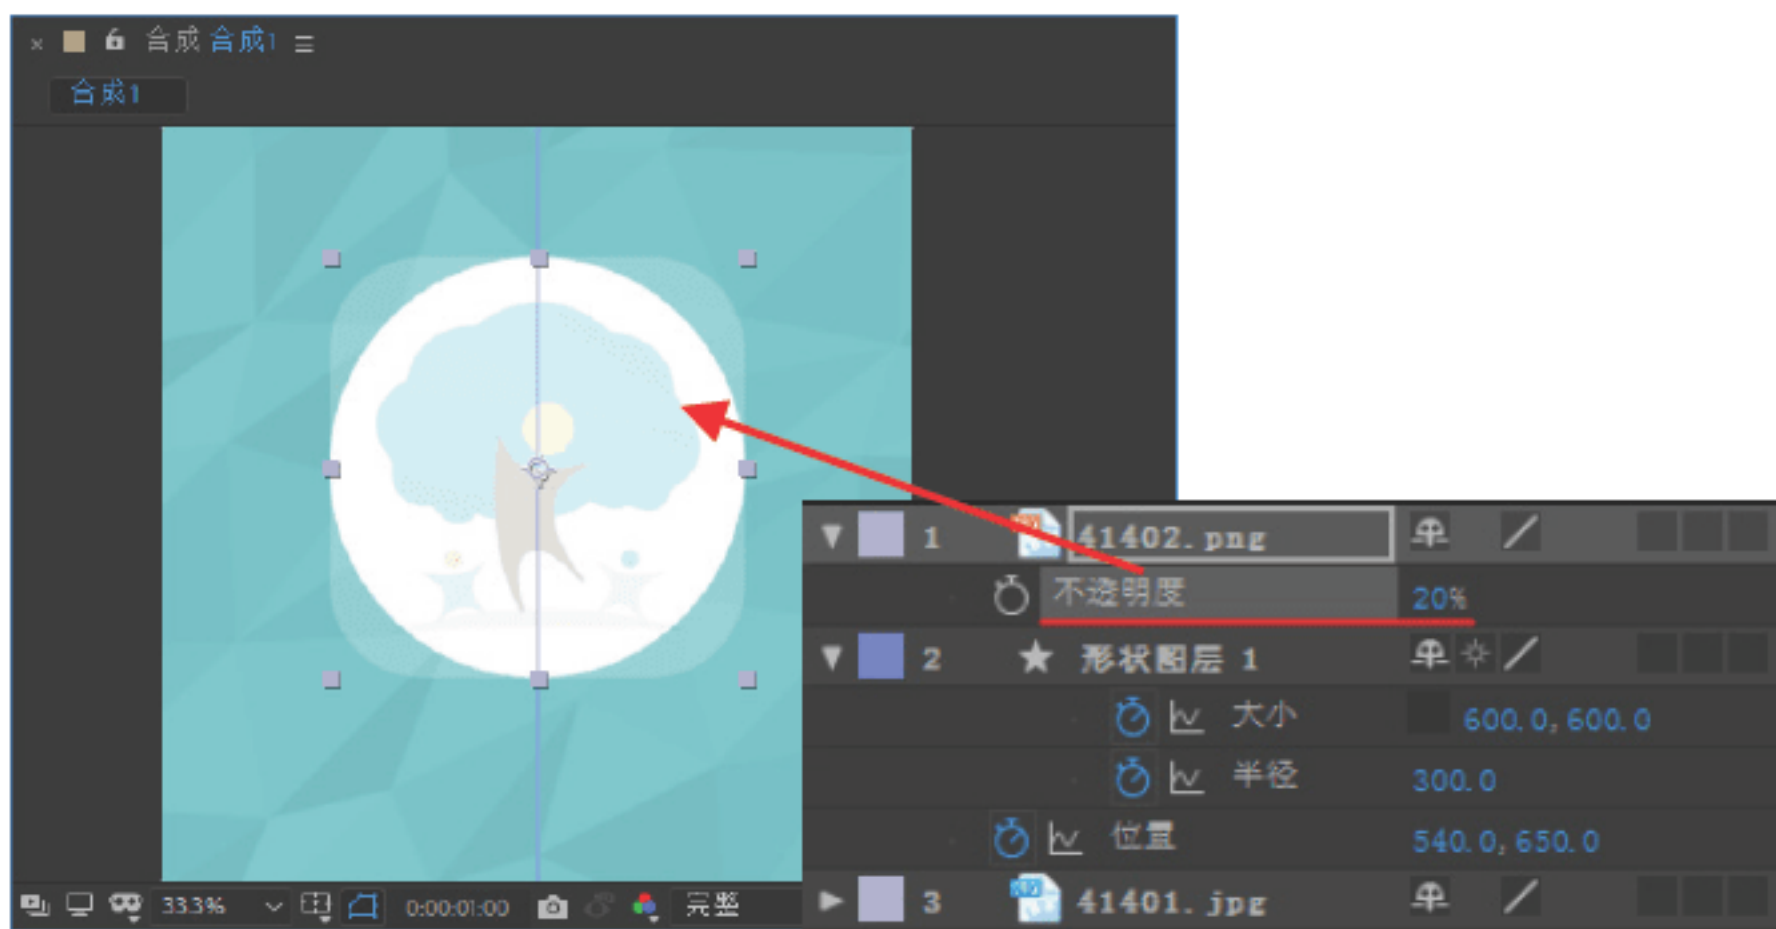 合成 合成1
合成1
33.3% 0:00:01:00 完整
1 41402.png
不透明度 20%
2 形状图层 1
大小 600.0,600.0
半径 300.0
位置 540.0,650.0
3 41401.jpg